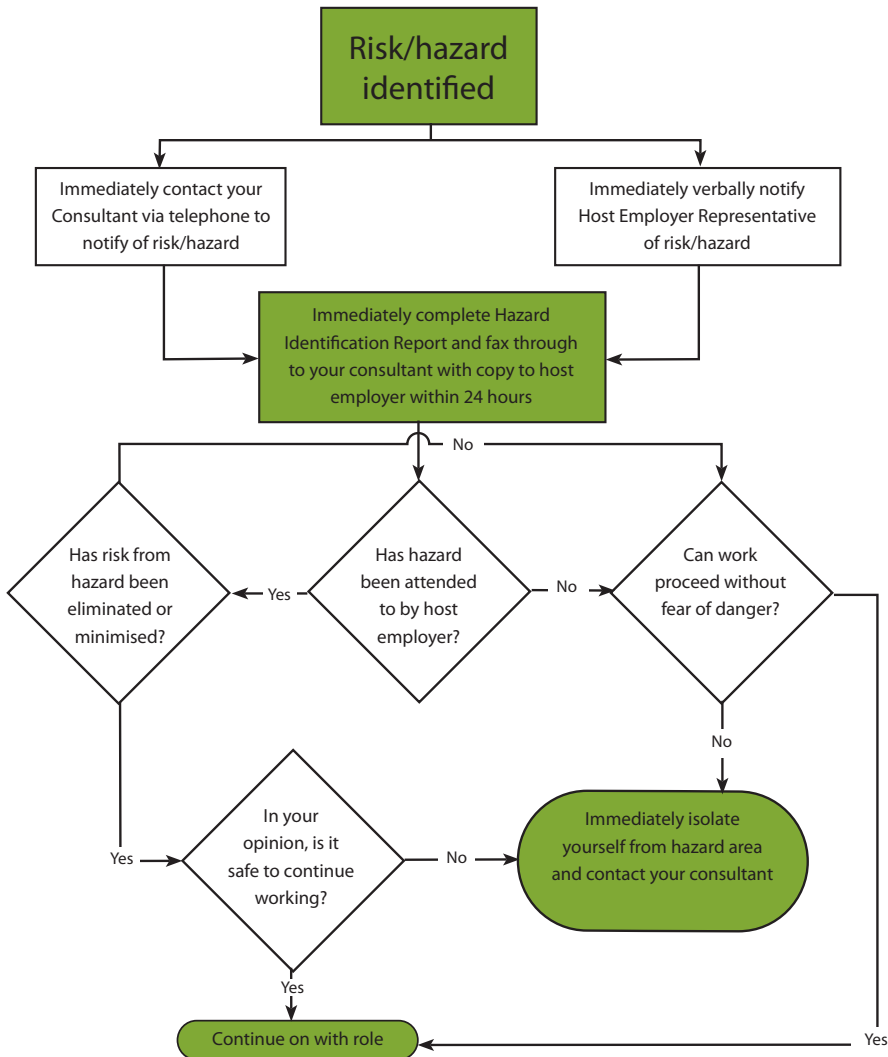 Risk/hazard
identified
Immediately contact your
Consultant via telephone to
notify of risk/hazard
Immediately verbally notify
Host Employer Representative
of risk/hazard
Immediately complete Hazard
Identification Report and fax through
to your consultant with copy to host
employer within 24 hours
No
Has risk from
hazard been
eliminated or
minimised?
Yes
Has hazard
been attended
to by host
employer?
No
Can work
proceed without
fear of danger?
No
In your
opinion, is it
safe to continue
working?
Yes
No
Immediately isolate
yourself from hazard area
and contact your consultant
Yes
Continue on with role
Yes